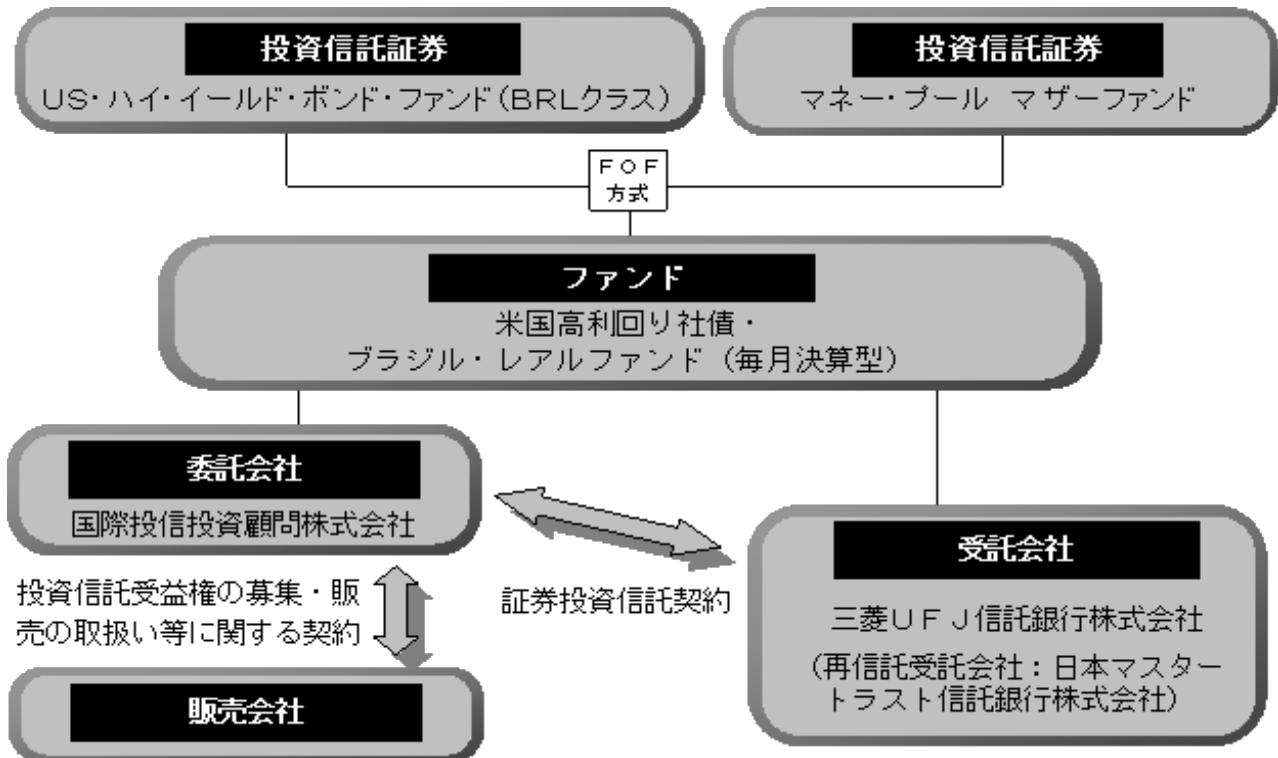 投資信託証券
US・ハイ・イールド・ボンド・ファンド(BRLクラス)
投資信託証券
マネー・プール マザーファンド
FOF
方式
ファンド
米国高利回り社債・
ブラジル・レアルファンド(毎月決算型)
委託会社
国際投信投資顧問株式会社
投資信託受益権の募集・販
売の取扱い等に関する契約
販売会社
証券投資信託契約
受託会社
三菱UFJ信託銀行株式会社
(再信託受託会社:日本マスター
トラスト信託銀行株式会社)